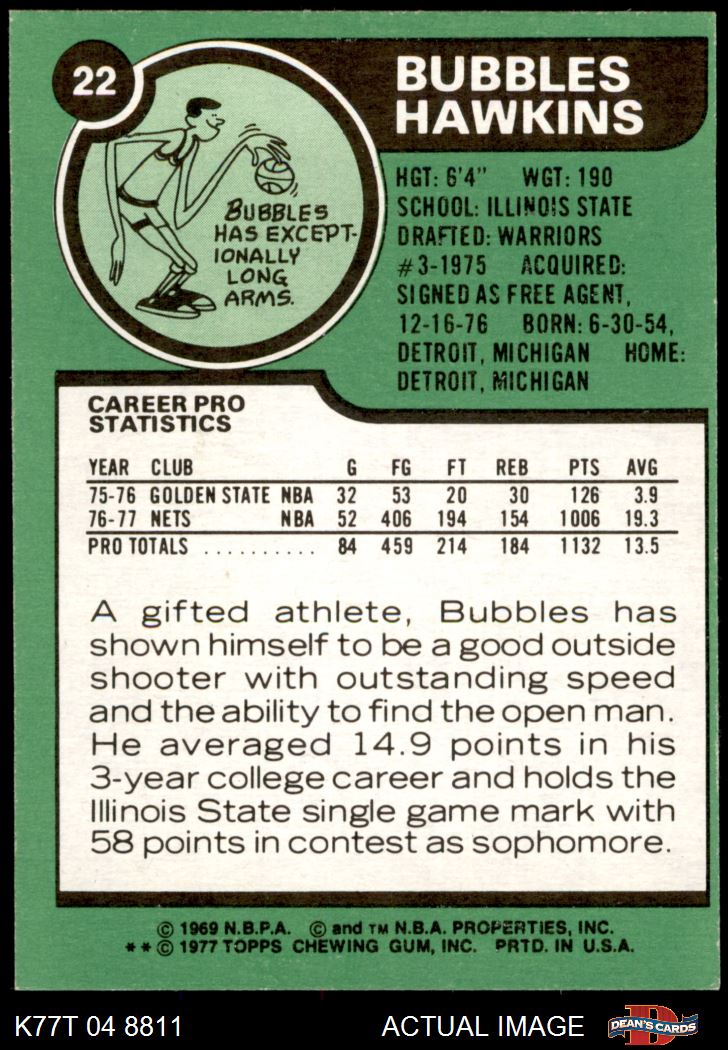 22
BUBBLES
HAWKINS
BUBBLES
HAS EXCEPT-
IONALLY
LONG
ARMS.
HGT: 6'4" WGT: 190
SCHOOL: ILLINOIS STATE
DRAFTED: WARRIORS
#3-1975 ACQUIRED:
SIGNED AS FREE AGENT,
12-16-76 BORN: 6-30-54,
DETROIT, MICHIGAN HOME:
DETROIT, MICHIGAN
CAREER PRO
STATISTICS
YEAR CLUB G FG FT REB PTS AVG
75-76 GOLDEN STATE NBA 32 53 20 30 126 3.9
76-77 NETS NBA 52 406 194 154 1006 19.3
PRO TOTALS .......... 84 459 214 184 1132 13.5
A gifted athlete, Bubbles has
shown himself to be a good outside
shooter with outstanding speed
and the ability to find the open man.
He averaged 14.9 points in his
3-year college career and holds the
Illinois State single game mark with
58 points in contest as sophomore.
© 1969 N.B.P.A. © and TM N.B.A. PROPERTIES, INC.
** © 1977 TOPPS CHEWING GUM, INC. PRTD. IN U.S.A.
K77T 04 8811 ACTUAL IMAGE DEAN'S CARDS